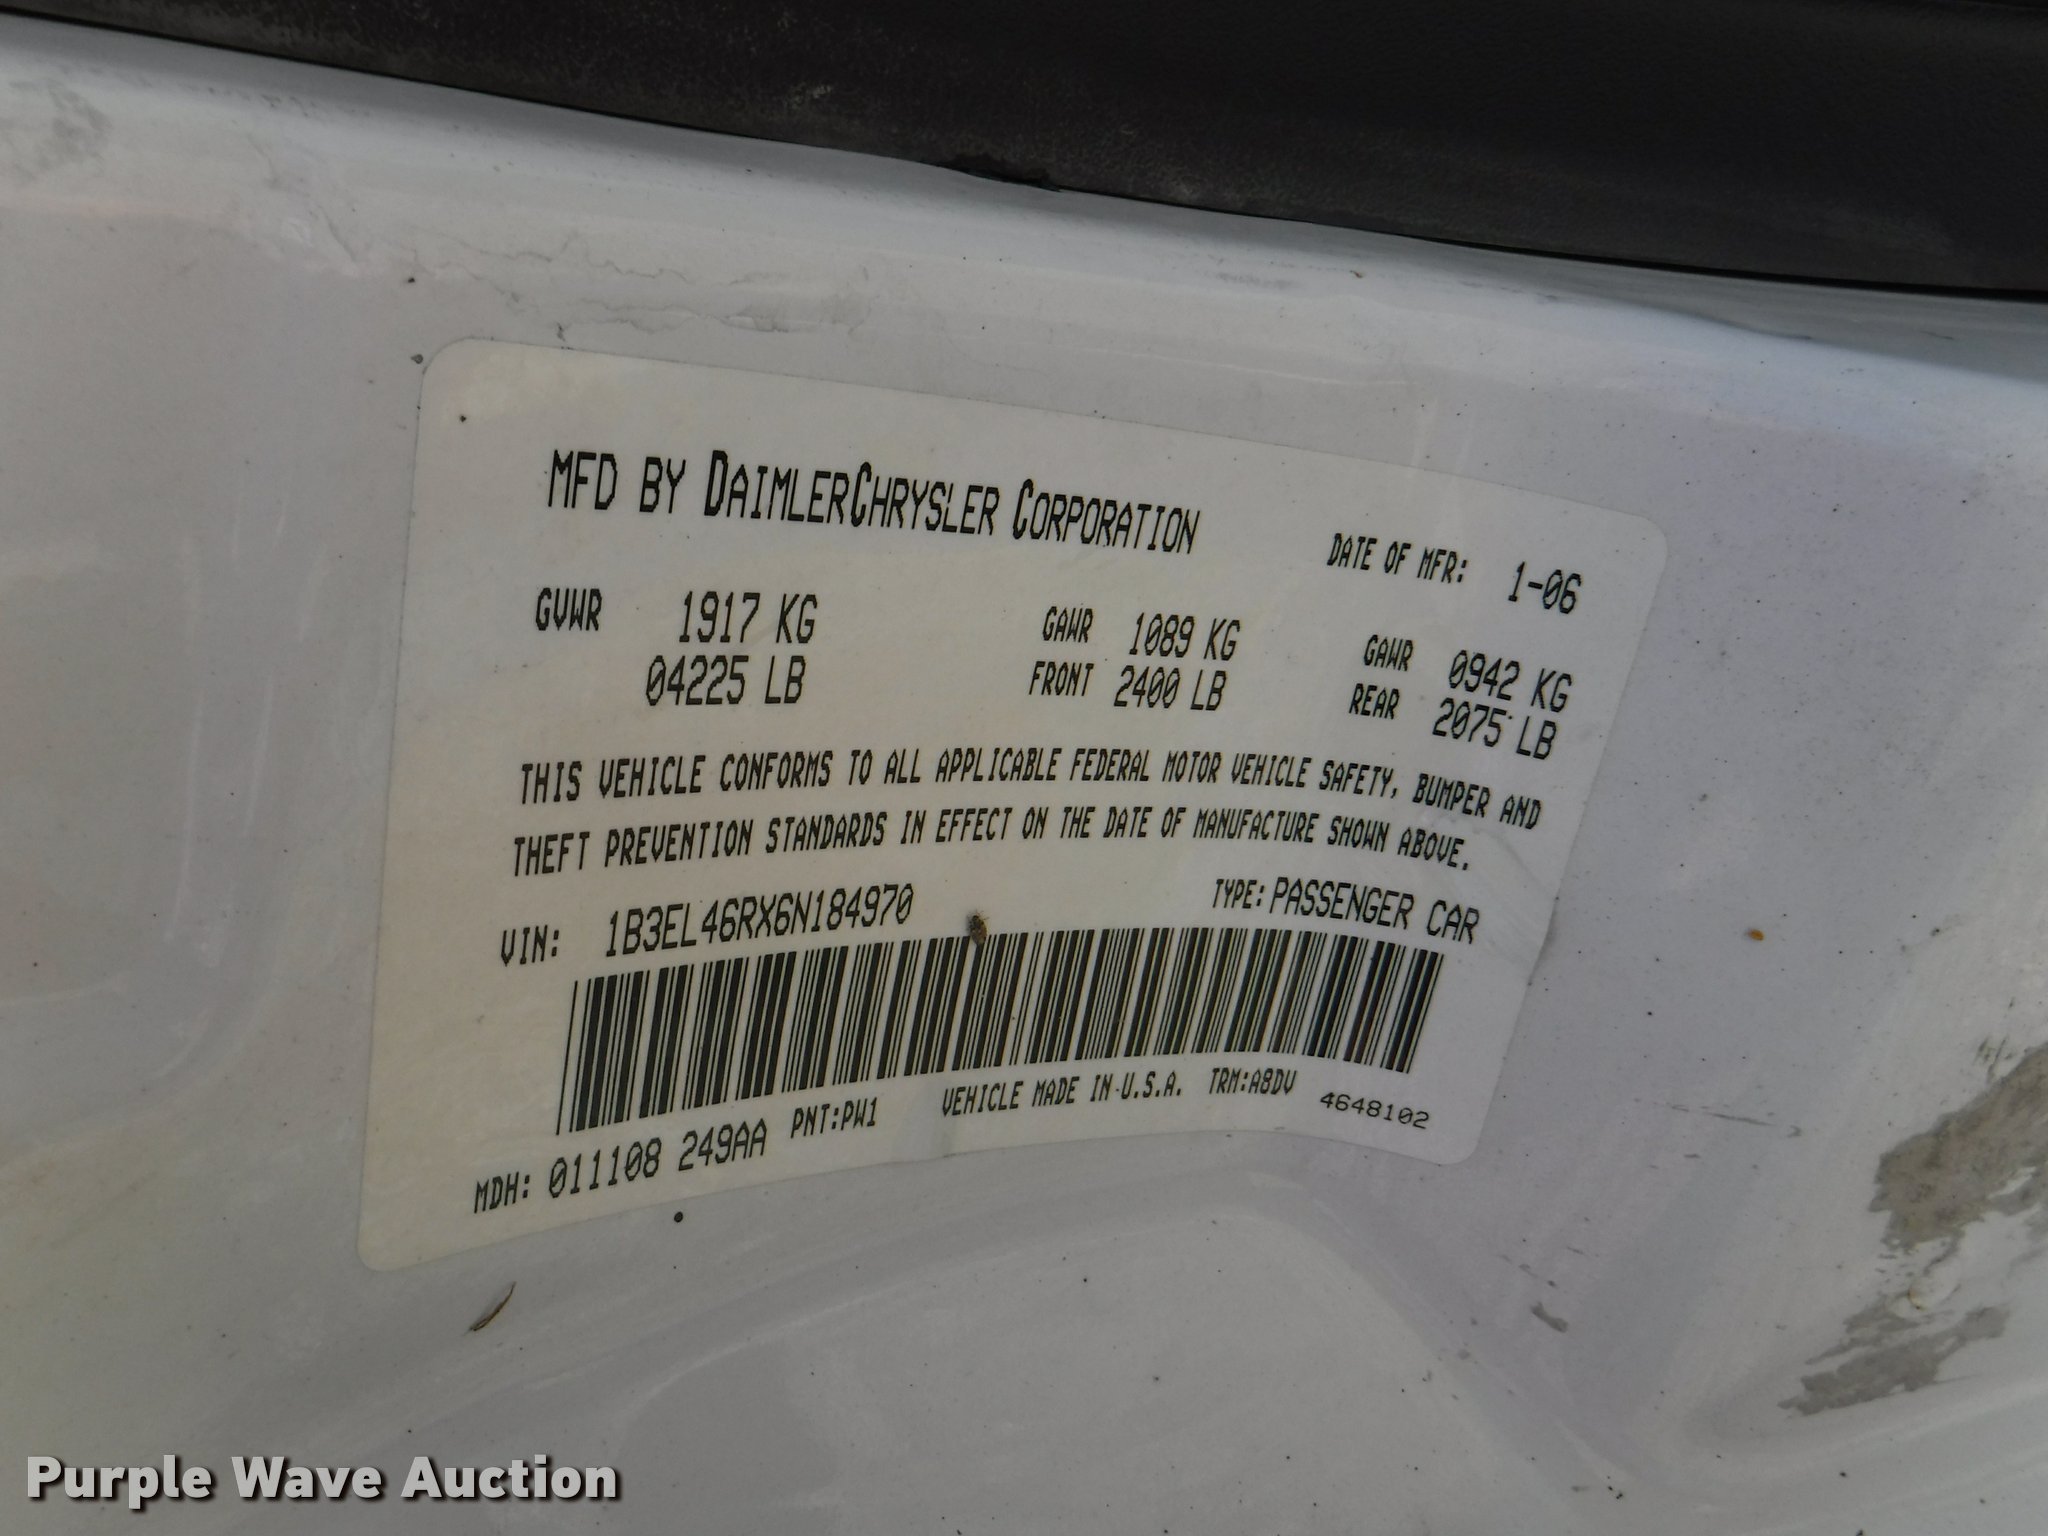 MFD BY DAIMLERCHRYSLER CORPORATION
DATE OF MFR: 1-06
GVWR 1917 KG GAWR 1089 KG GAWR 0942 KG
04225 LB FRONT 2400 LB REAR 2075 LB
THIS VEHICLE CONFORMS TO ALL APPLICABLE FEDERAL MOTOR VEHICLE SAFETY, BUMPER AND
THEFT PREVENTION STANDARDS IN EFFECT ON THE DATE OF MANUFACTURE SHOWN ABOVE.
VIN: 1B3EL46RX6N184970 TYPE: PASSENGER CAR
MDH: 011108 249AA PNT:PW1 VEHICLE MADE IN U.S.A. TRM:A8DV 4648102
Purple Wave Auction